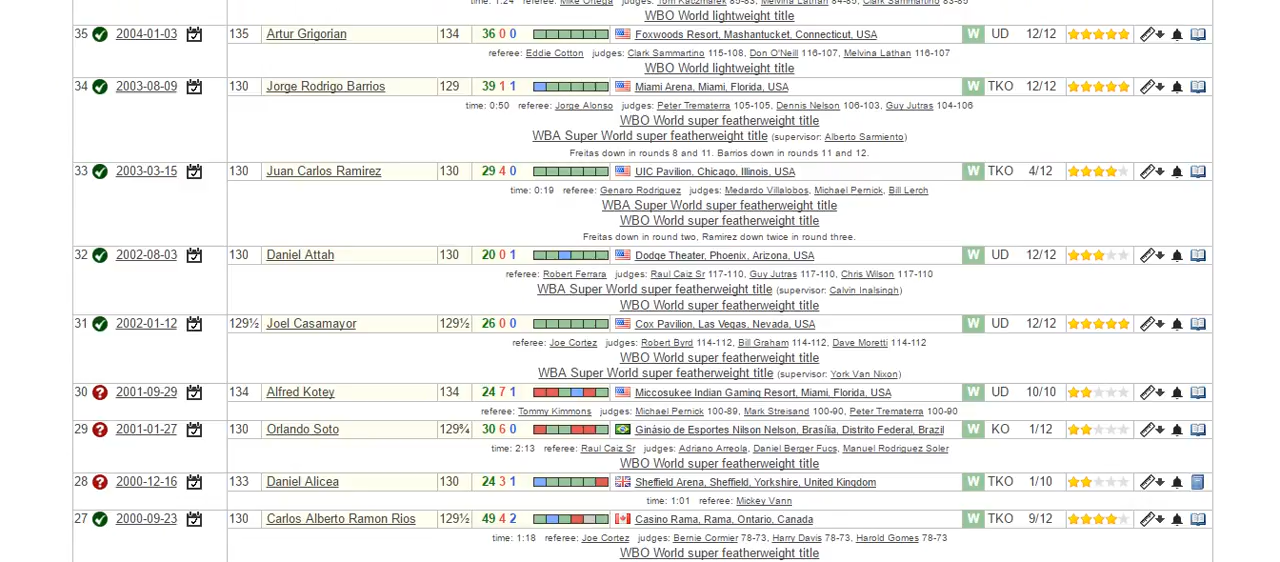 time: 1:24 referee: Mike Ortega judges: Tom Kaczmarek 85-83, Melvina Lathan 84-85, Clark Sammartino 83-85
WBO World lightweight title
35 2004-01-03 135 Artur Grigorian 134 36 0 0 Foxwoods Resort, Mashantucket, Connecticut, USA W UD 12/12
referee: Eddie Cotton judges: Clark Sammartino 115-108, Don O'Neill 116-107, Melvina Lathan 116-107
WBO World lightweight title
34 2003-08-09 130 Jorge Rodrigo Barrios 129 39 1 1 Miami Arena, Miami, Florida, USA W TKO 12/12
time: 0:50 referee: Jorge Alonso judges: Peter Trematerra 105-105, Dennis Nelson 106-103, Guy Jutras 104-106
WBO World super featherweight title
WBA Super World super featherweight title (supervisor: Alberto Sarmiento)
Freitas down in rounds 8 and 11. Barrios down in rounds 11 and 12.
33 2003-03-15 130 Juan Carlos Ramirez 130 29 4 0 UIC Pavilion, Chicago, Illinois, USA W TKO 4/12
time: 0:19 referee: Genaro Rodriguez judges: Medardo Villalobos, Michael Pernick, Bill Lerch
WBA Super World super featherweight title
WBO World super featherweight title
Freitas down in round two, Ramirez down twice in round three.
32 2002-08-03 130 Daniel Attah 130 20 0 1 Dodge Theater, Phoenix, Arizona, USA W UD 12/12
referee: Robert Ferrara judges: Raul Caiz Sr 117-110, Guy Jutras 117-110, Chris Wilson 117-110
WBA Super World super featherweight title (supervisor: Calvin Inalsingh)
WBO World super featherweight title
31 2002-01-12 129½ Joel Casamayor 129½ 26 0 0 Cox Pavilion, Las Vegas, Nevada, USA W UD 12/12
referee: Joe Cortez judges: Robert Byrd 114-112, Bill Graham 114-112, Dave Moretti 114-112
WBO World super featherweight title
WBA Super World super featherweight title (supervisor: York Van Nixon)
30 2001-09-29 134 Alfred Kotey 134 24 7 1 Miccosukee Indian Gaming Resort, Miami, Florida, USA W UD 10/10
referee: Tommy Kimmons judges: Michael Pernick 100-89, Mark Streisand 100-90, Peter Trematerra 100-90
29 2001-01-27 130 Orlando Soto 129¾ 30 6 0 Ginásio de Esportes Nilson Nelson, Brasília, Distrito Federal, Brazil W KO 1/12
time: 2:13 referee: Raul Caiz Sr judges: Adriano Arreola, Daniel Berger Fucs, Manuel Rodriguez Soler
WBO World super featherweight title
28 2000-12-16 133 Daniel Alicea 130 24 3 1 Sheffield Arena, Sheffield, Yorkshire, United Kingdom W TKO 1/10
time: 1:01 referee: Mickey Vann
27 2000-09-23 130 Carlos Alberto Ramon Rios 129½ 49 4 2 Casino Rama, Rama, Ontario, Canada W TKO 9/12
time: 1:18 referee: Joe Cortez judges: Bernie Cormier 78-73, Harry Davis 78-73, Harold Gomes 78-73
WBO World super featherweight title